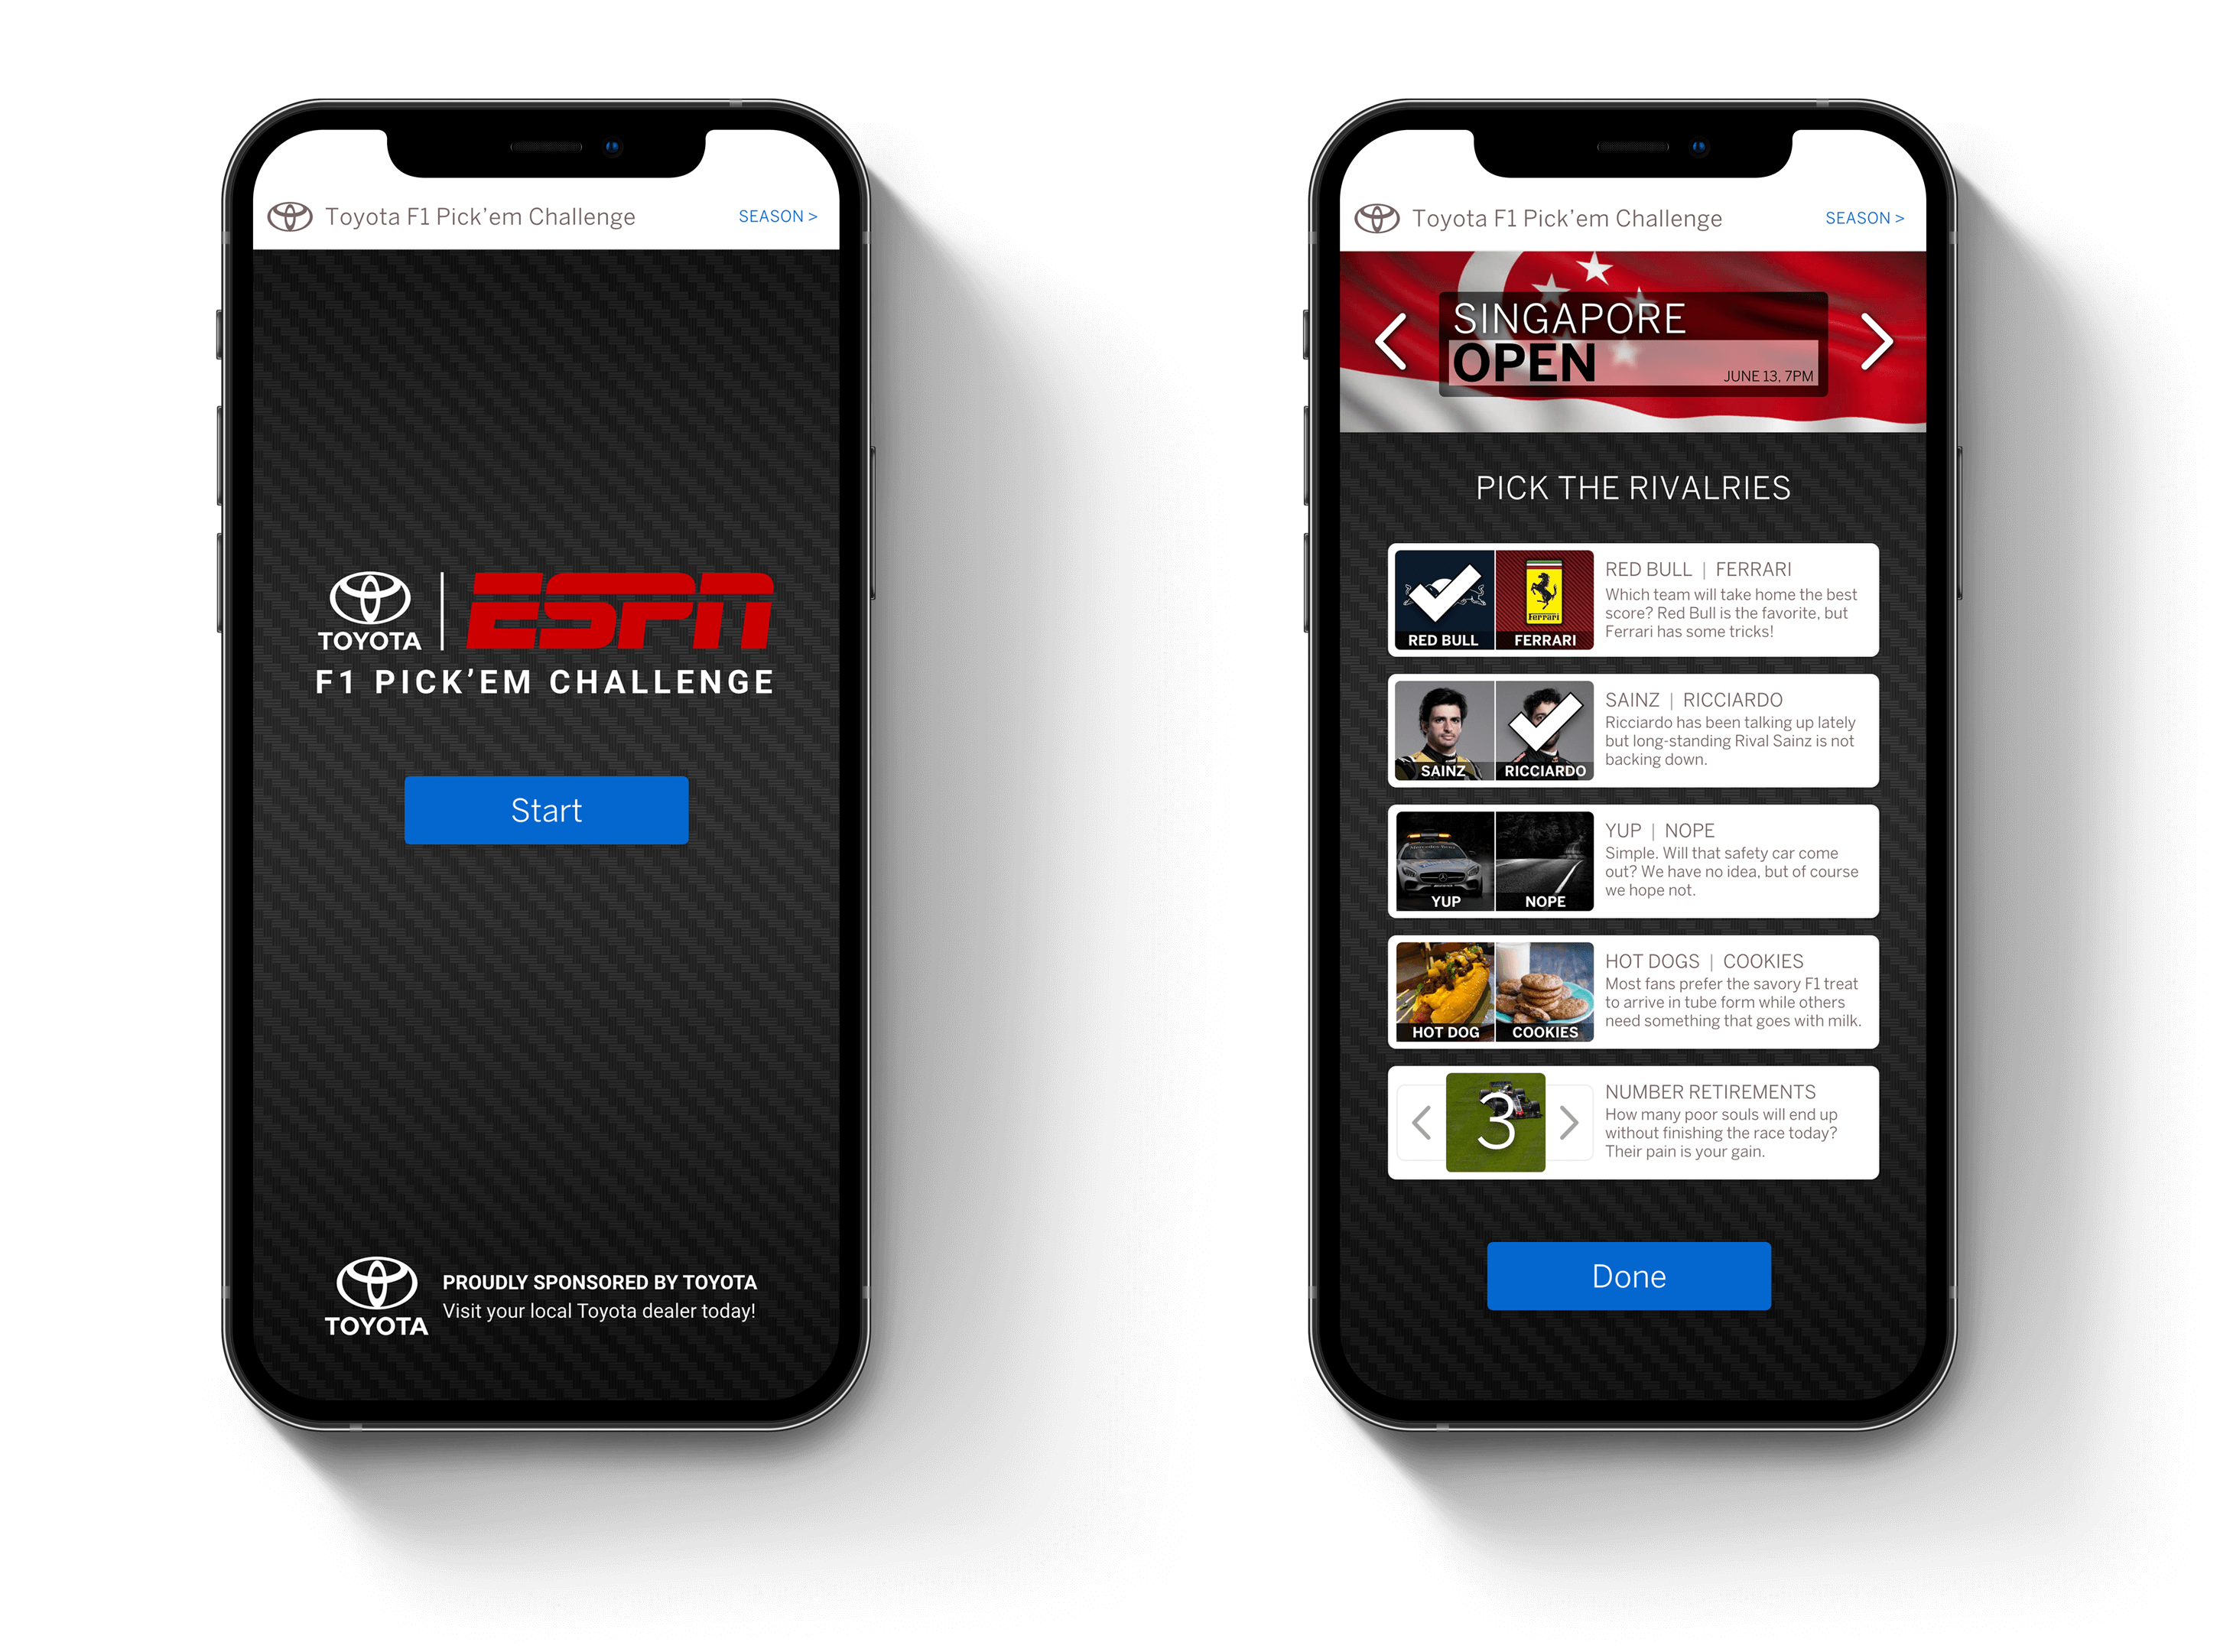 Toyota F1 Pick'em Challenge
SEASON >
TOYOTA
ESPN
F1 PICK'EM CHALLENGE
Start
TOYOTA
PROUDLY SPONSORED BY TOYOTA
Visit your local Toyota dealer today!
Toyota F1 Pick'em Challenge
SEASON >
SINGAPORE
OPEN
JUNE 13, 7PM
PICK THE RIVALRIES
RED BULL
Ferrari
FERRARI
RED BULL | FERRARI
Which team will take home the best
score? Red Bull is the favorite, but
Ferrari has some tricks!
SAINZ
RICCIARDO
SAINZ | RICCIARDO
Ricciardo has been talking up lately
but long-standing Rival Sainz is not
backing down.
YUP
NOPE
YUP | NOPE
Simple. Will that safety car come
out? We have no idea, but of course
we hope not.
HOT DOG
COOKIES
HOT DOGS | COOKIES
Most fans prefer the savory F1 treat
to arrive in tube form while others
need something that goes with milk.
3
NUMBER RETIREMENTS
How many poor souls will end up
without finishing the race today?
Their pain is your gain.
Done